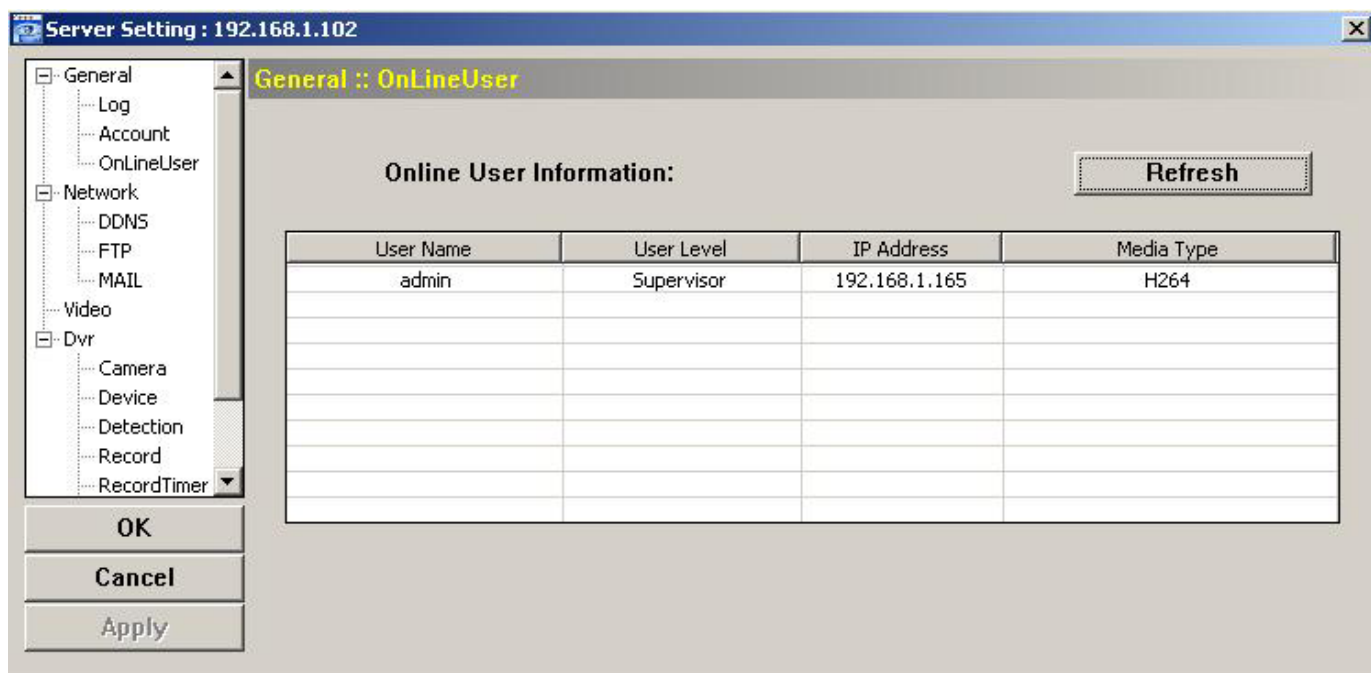 Server Setting : 192.168.1.102
General
Log
Account
OnLineUser
Network
DDNS
FTP
MAIL
Video
Dvr
Camera
Device
Detection
Record
RecordTimer
OK
Cancel
Apply
General :: OnLineUser
Online User Information:
Refresh
User Name User Level IP Address Media Type
admin Supervisor 192.168.1.165 H264